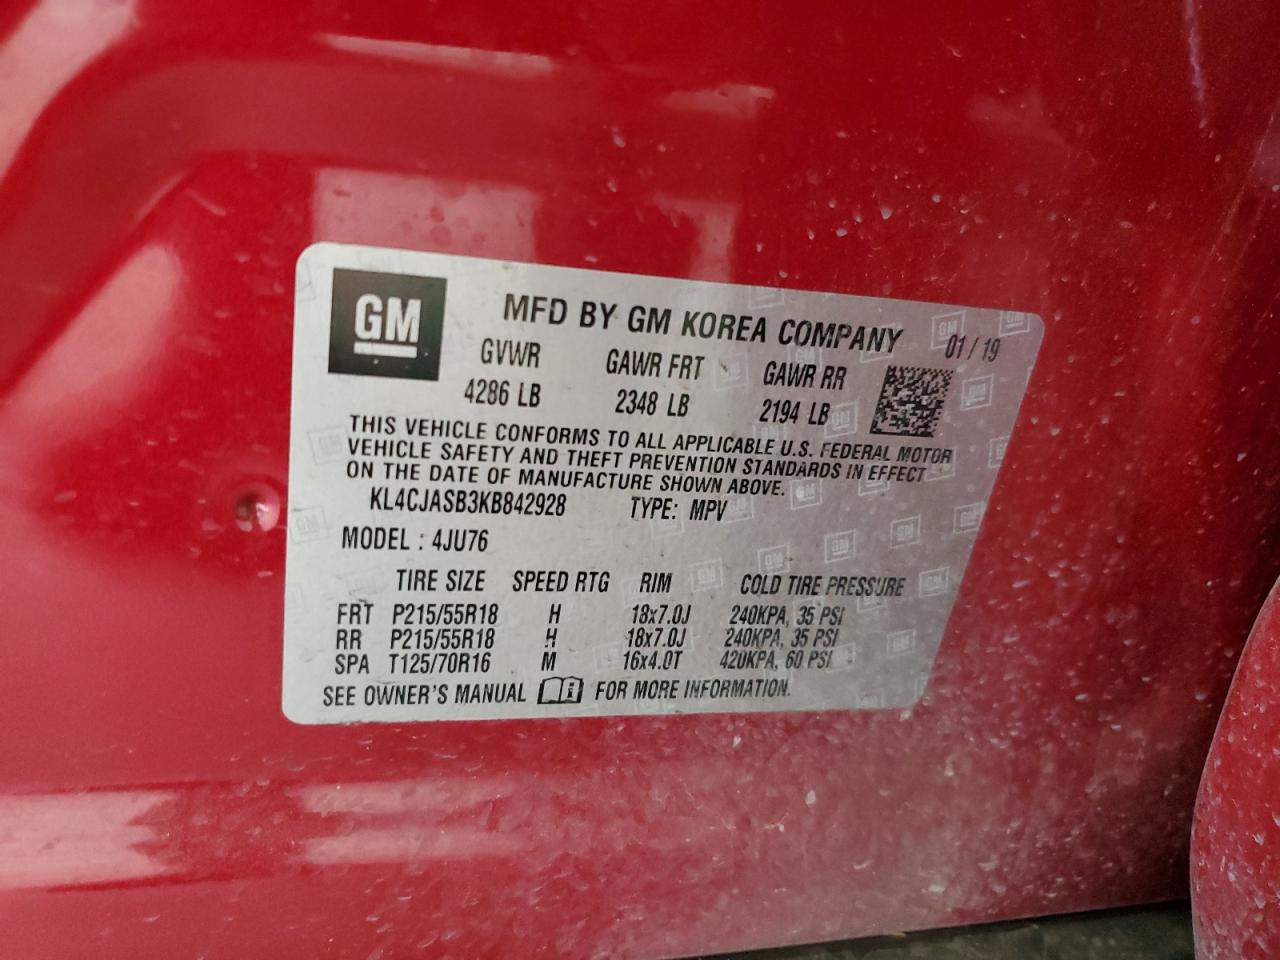 GM
MFD BY GM KOREA COMPANY 01 / 19
GVWR GAWR FRT GAWR RR
4286 LB 2348 LB 2194 LB
THIS VEHICLE CONFORMS TO ALL APPLICABLE U.S. FEDERAL MOTOR
VEHICLE SAFETY AND THEFT PREVENTION STANDARDS IN EFFECT
ON THE DATE OF MANUFACTURE SHOWN ABOVE.
KL4CJASB3KB842928 TYPE: MPV
MODEL : 4JU76
TIRE SIZE SPEED RTG RIM COLD TIRE PRESSURE
FRT P215/55R18 H 18x7.0J 240KPA, 35 PSI
RR P215/55R18 H 18x7.0J 240KPA, 35 PSI
SPA T125/70R16 M 16x4.0T 420KPA, 60 PSI
SEE OWNER'S MANUAL i FOR MORE INFORMATION.